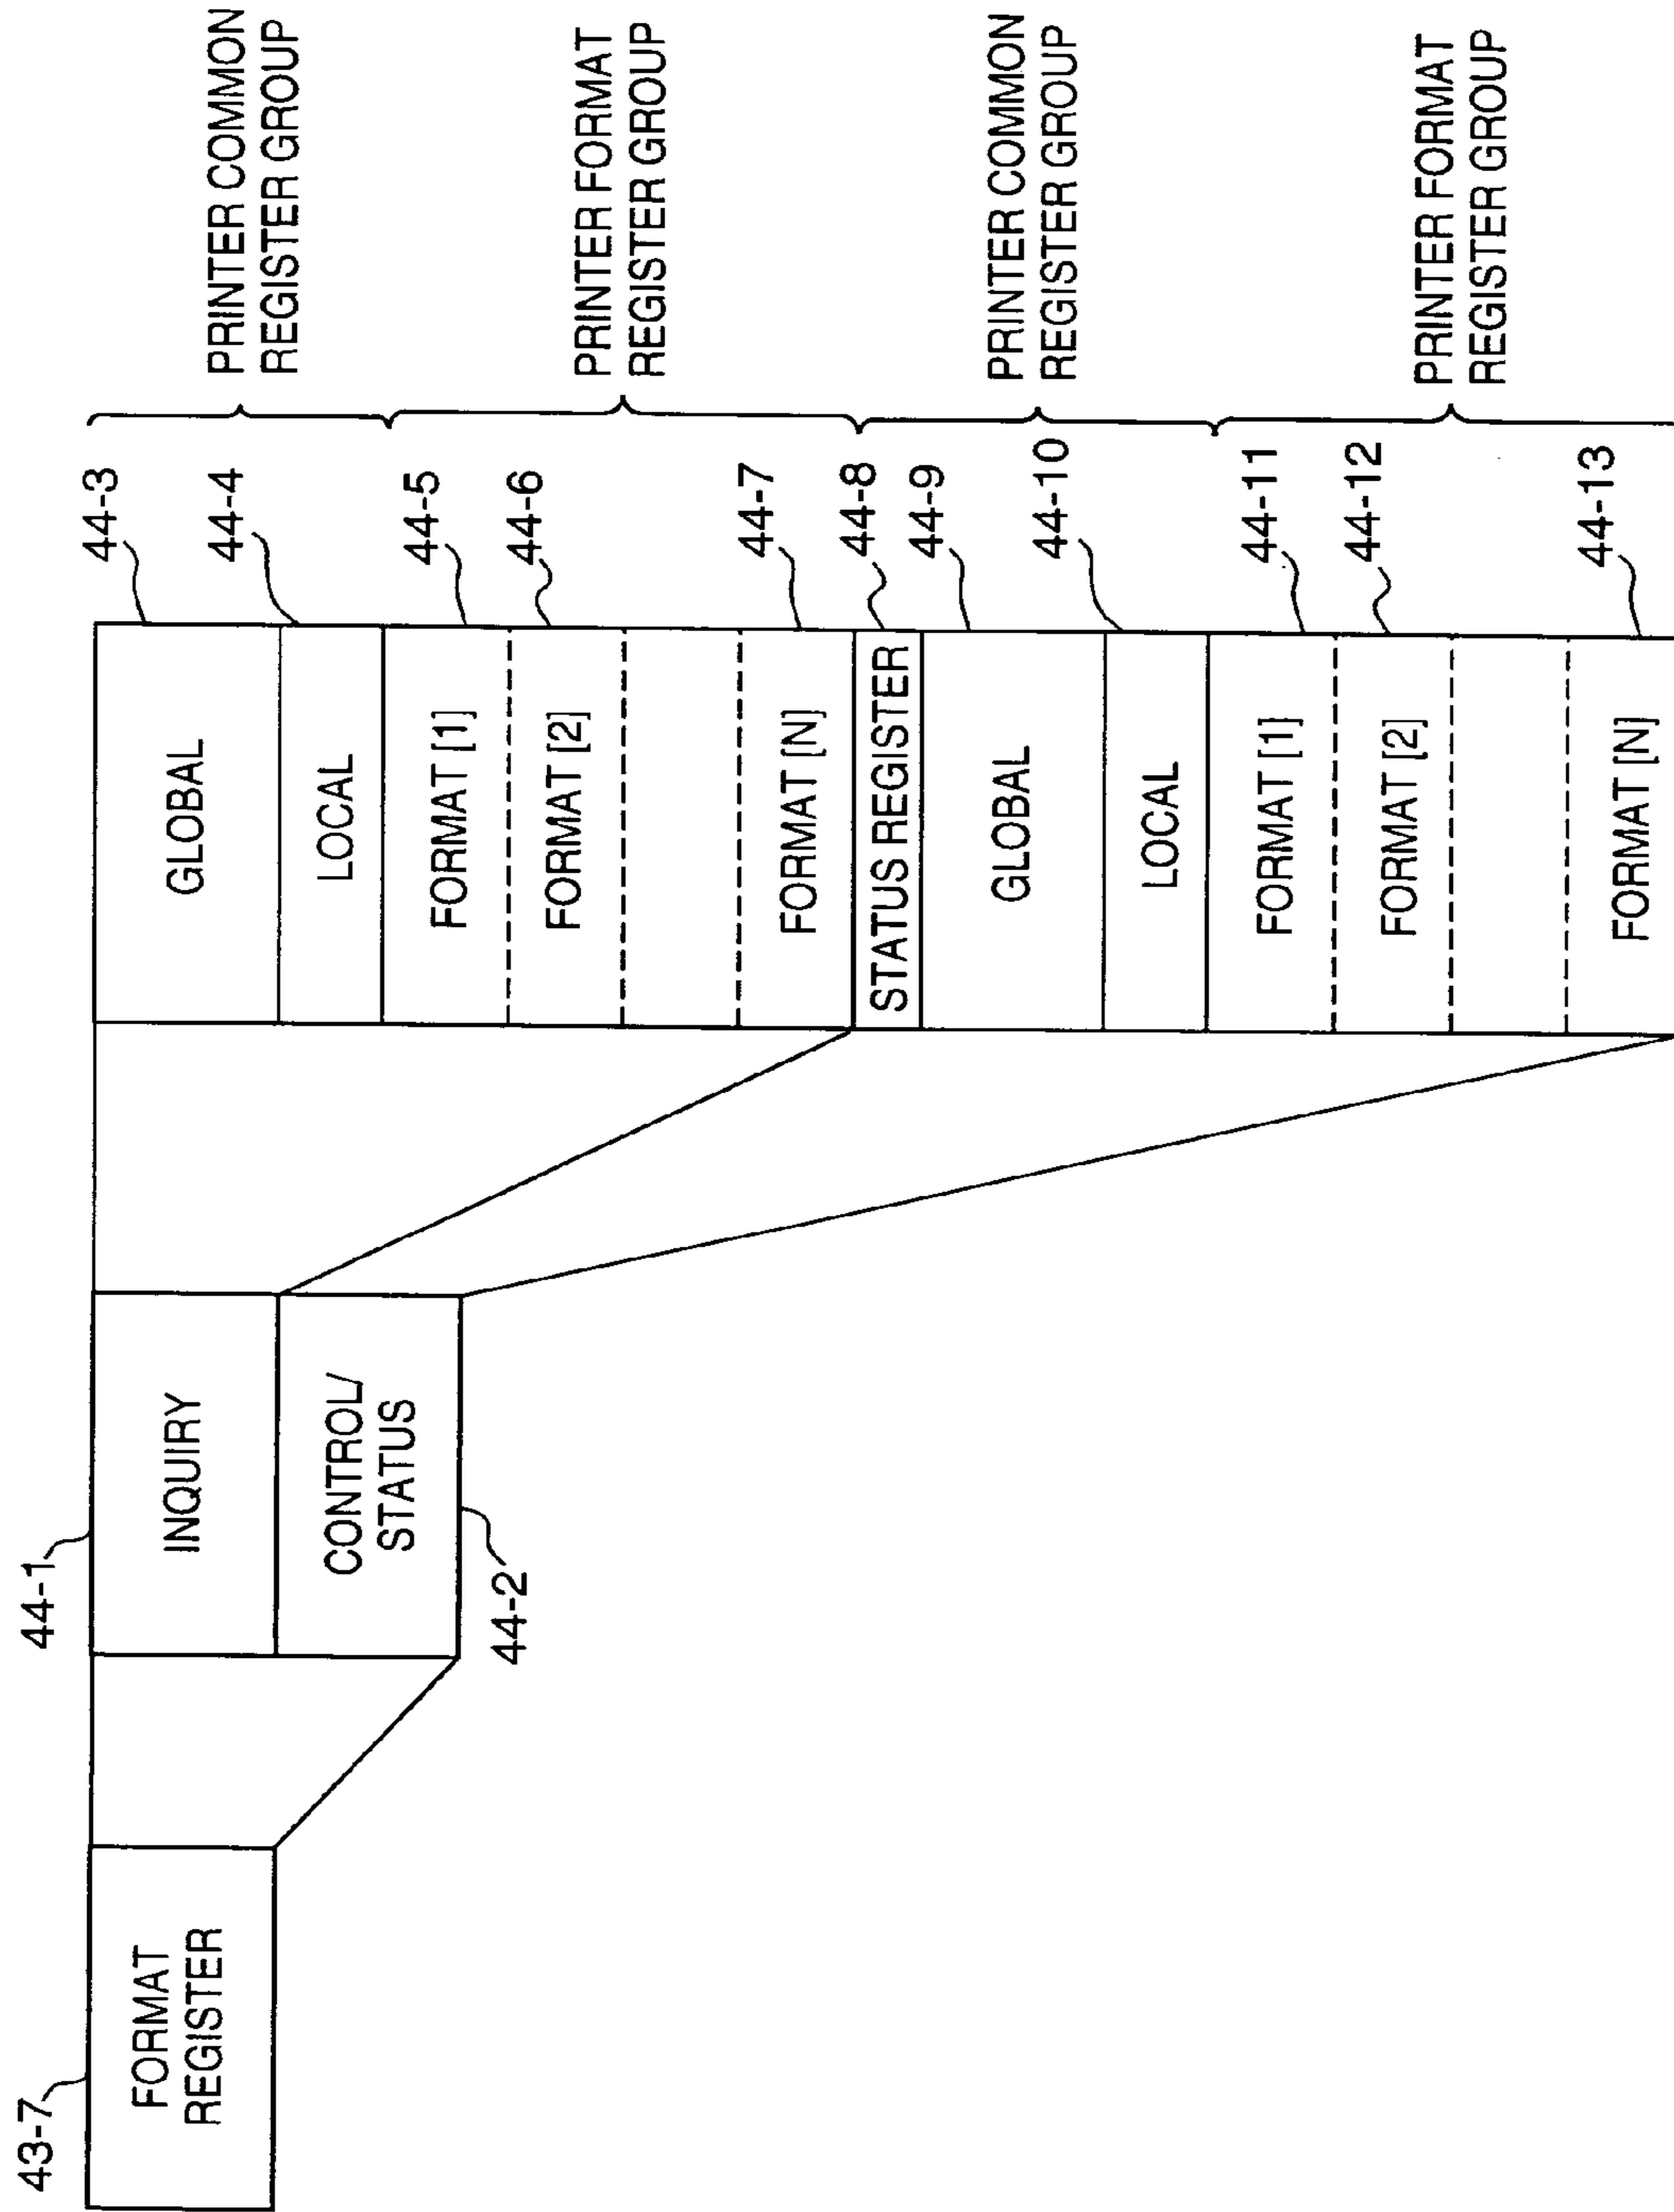 43-7
FORMAT
REGISTER
44-1
INQUIRY
CONTROL/
STATUS
44-2
GLOBAL
LOCAL
FORMAT [1]
FORMAT [2]
FORMAT [N]
STATUS REGISTER
GLOBAL
LOCAL
FORMAT [1]
FORMAT [2]
FORMAT [N]
44-3
44-4
44-5
44-6
44-7
44-8
44-9
44-10
44-11
44-12
44-13
PRINTER COMMON
REGISTER GROUP
PRINTER FORMAT
REGISTER GROUP
PRINTER COMMON
REGISTER GROUP
PRINTER FORMAT
REGISTER GROUP